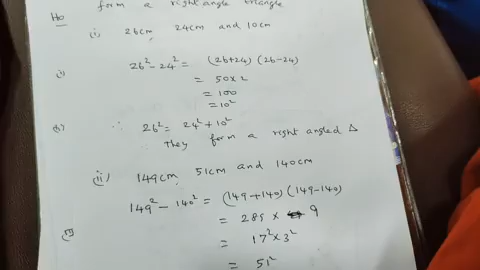 form a right angle triangle
(i) 26cm 24cm and 10cm
(i) 26² - 24² = (26+24) (26-24)
= 50 x 2
= 100
= 10²
∴ 26² = 24² + 10²
They form a right angled Δ
(ii) 149cm 51cm and 140cm
149² - 140² = (149+140) (149-140)
= 289 x 9
= 17² x 3²
= 51²